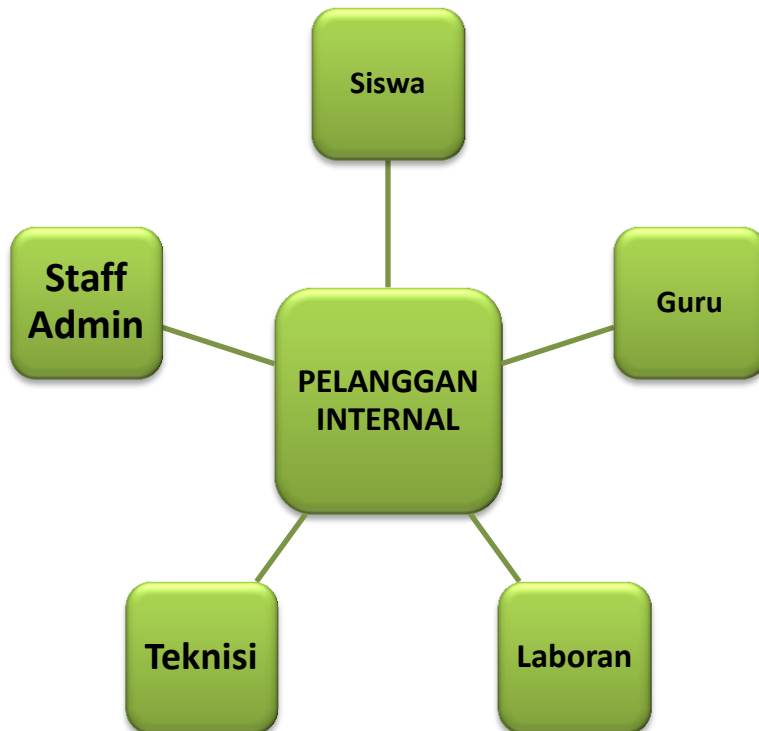 Siswa
Staff
Admin
Guru
PELANGGAN
INTERNAL
Teknisi
Laboran